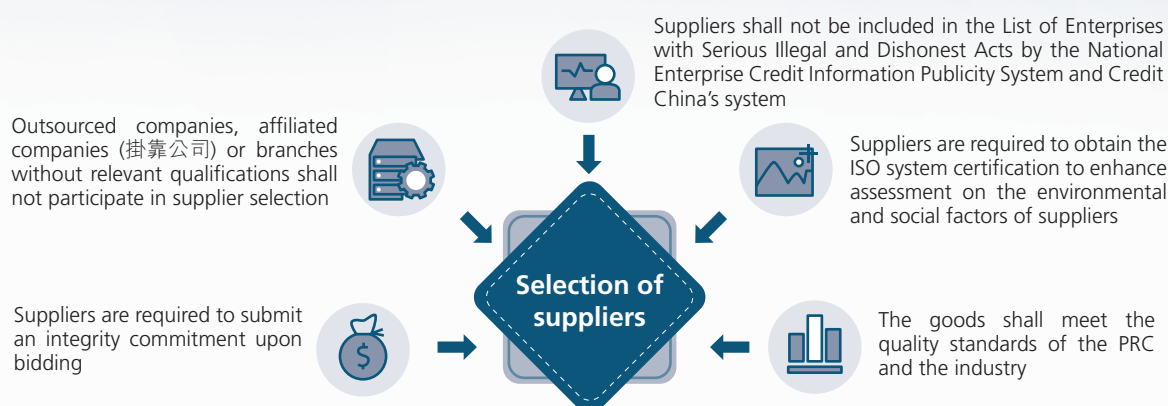 Suppliers shall not be included in the List of Enterprises
with Serious Illegal and Dishonest Acts by the National
Enterprise Credit Information Publicity System and Credit
China's system
Outsourced companies, affiliated
companies (掛靠公司) or branches
without relevant qualifications shall
not participate in supplier selection
Suppliers are required to obtain the
ISO system certification to enhance
assessment on the environmental
and social factors of suppliers
Selection of
suppliers
Suppliers are required to submit
an integrity commitment upon
bidding
$
The goods shall meet the
quality standards of the PRC
and the industry